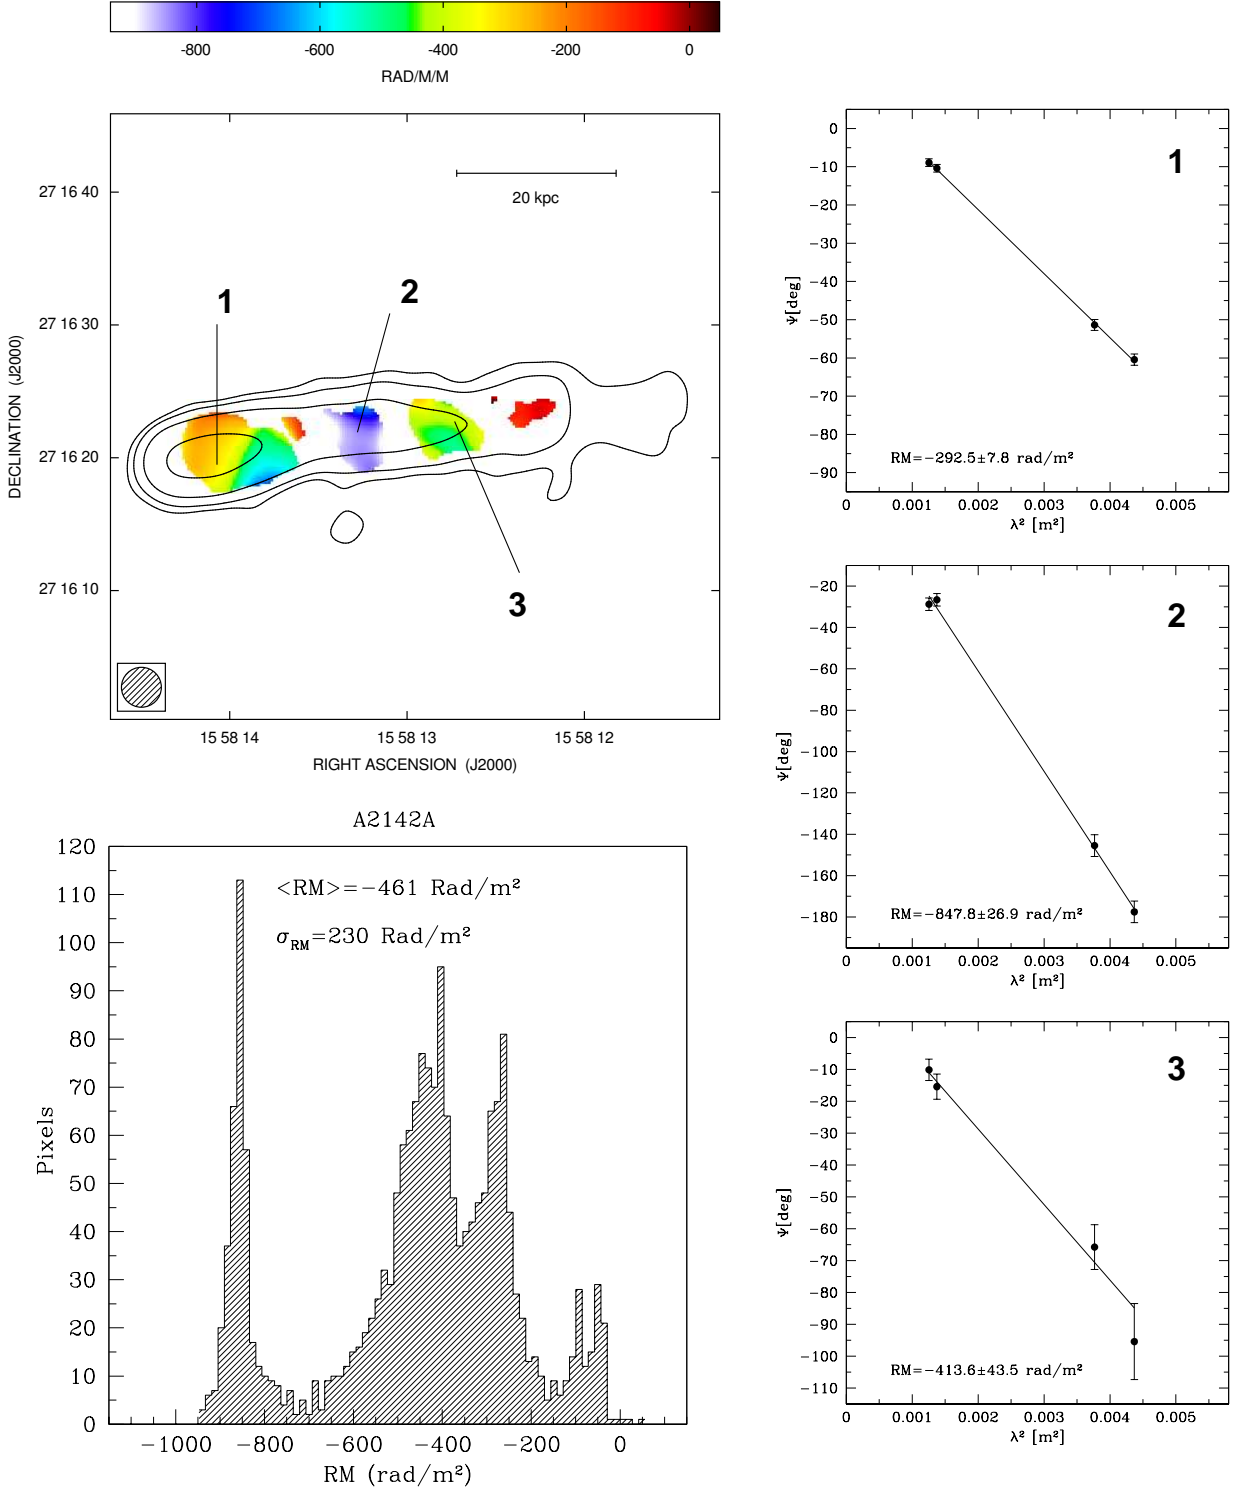 -800 -600 -400 -200 0
RAD/M/M
27 16 40
27 16 30
27 16 20
27 16 10
DECLINATION (J2000)
20 kpc
1
2
3
15 58 14 15 58 13 15 58 12
RIGHT ASCENSION (J2000)
A2142A
120
110
100
90
80
70
60
50
40
30
20
10
0
Pixels
<RM>=−461 Rad/m²
σRM=230 Rad/m²
−1000 −800 −600 −400 −200 0
RM (rad/m²)
0
−10
−20
−30
−40
−50
−60
−70
−80
−90
Ψ[deg]
1
RM=−292.5±7.8 rad/m²
0 0.001 0.002 0.003 0.004 0.005
λ² [m²]
−20
−40
−60
−80
−100
−120
−140
−160
−180
Ψ[deg]
2
RM=−847.8±26.9 rad/m²
0 0.001 0.002 0.003 0.004 0.005
λ² [m²]
0
−10
−20
−30
−40
−50
−60
−70
−80
−90
−100
−110
Ψ[deg]
3
RM=−413.6±43.5 rad/m²
0 0.001 0.002 0.003 0.004 0.005
λ² [m²]